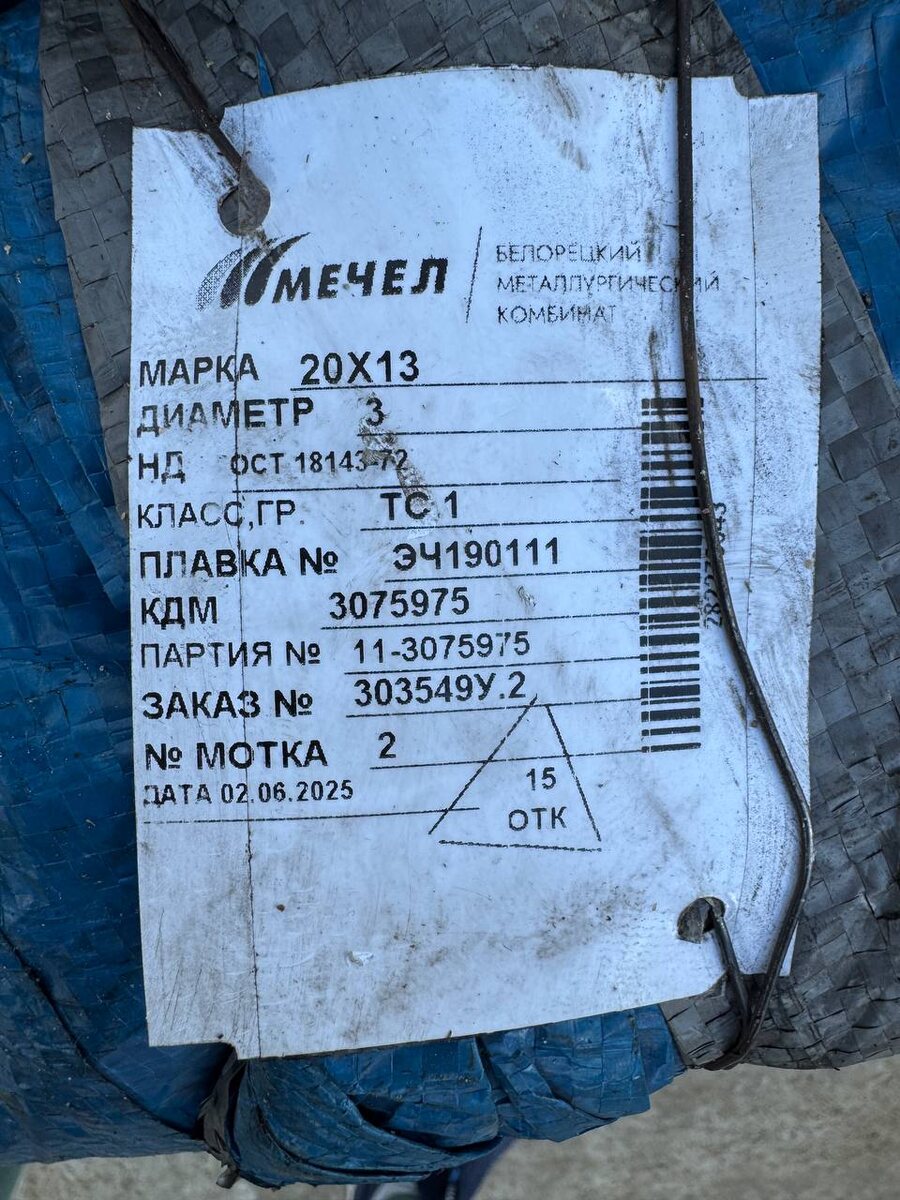 МЕЧЕЛ
БЕЛОРЕЦКИЙ
МЕТАЛЛУРГИЧЕСКИЙ
КОМБИНАТ
МАРКА 20Х13
ДИАМЕТР 3
НД ОСТ 18143-72
КЛАСС,ГР. ТС 1
ПЛАВКА № ЭЧ190111
КДМ 3075975
ПАРТИЯ № 11-3075975
ЗАКАЗ № 303549У.2
№ МОТКА 2
ДАТА 02.06.2025
15
ОТК